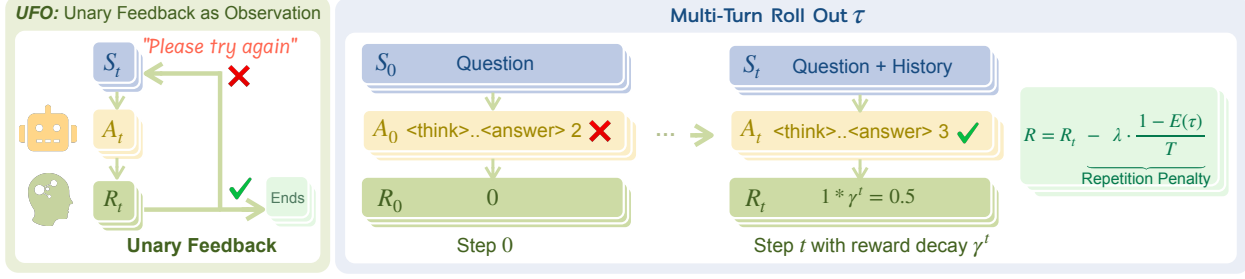 UFO: Unary Feedback as Observation
"Please try again"
S_t
A_t
R_t
Ends
Unary Feedback
Multi-Turn Roll Out τ
S_0 Question
A_0 <think>..<answer> 2
R_0 0
Step 0
...
S_t Question + History
A_t <think>..<answer> 3
R_t 1 * γ^t = 0.5
Step t with reward decay γ^t
R = R_t − λ · (1 − E(τ)) / T
Repetition Penalty